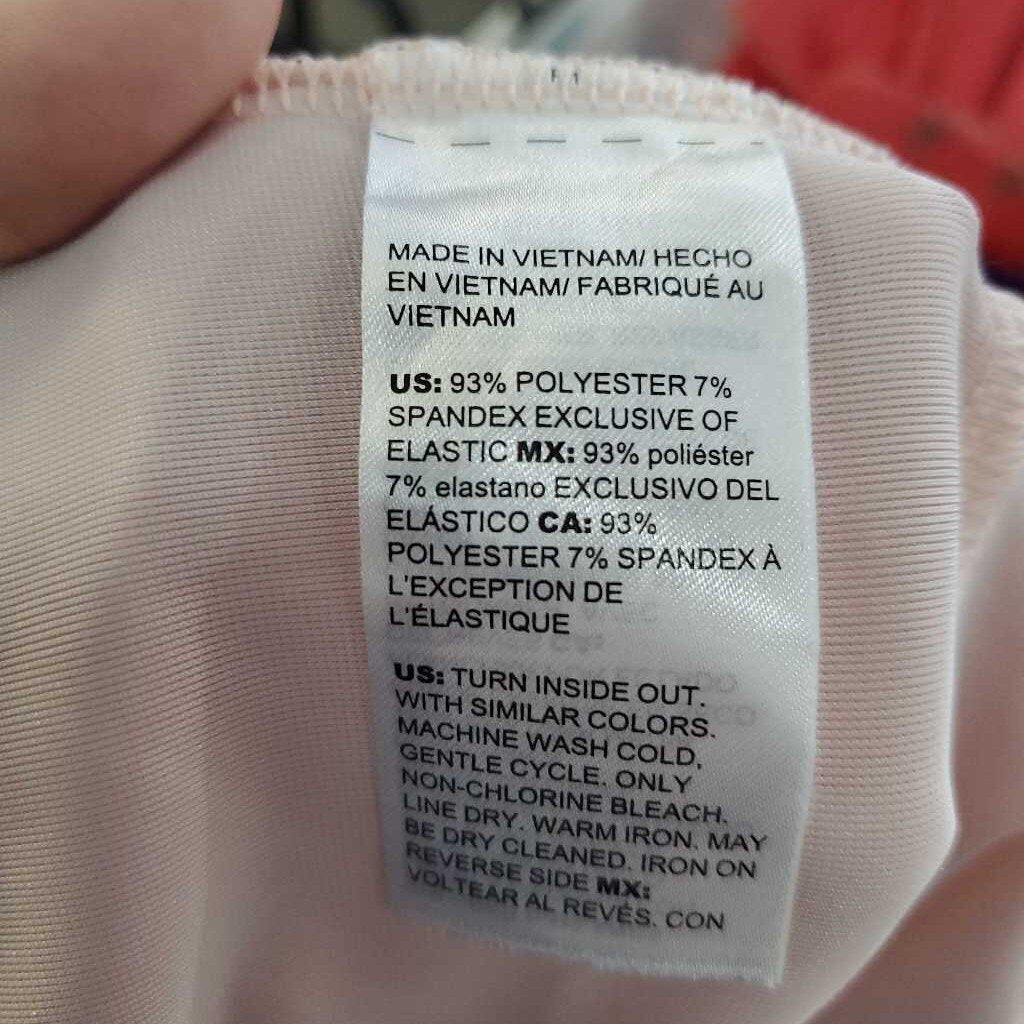 MADE IN VIETNAM/ HECHO
EN VIETNAM/ FABRIQUÉ AU
VIETNAM
US: 93% POLYESTER 7%
SPANDEX EXCLUSIVE OF
ELASTIC MX: 93% poliéster
7% elastano EXCLUSIVO DEL
ELÁSTICO CA: 93%
POLYESTER 7% SPANDEX À
L'EXCEPTION DE
L'ÉLASTIQUE
US: TURN INSIDE OUT.
WITH SIMILAR COLORS.
MACHINE WASH COLD,
GENTLE CYCLE. ONLY
NON-CHLORINE BLEACH.
LINE DRY. WARM IRON. MAY
BE DRY CLEANED. IRON ON
REVERSE SIDE MX:
VOLTEAR AL REVÉS. CON